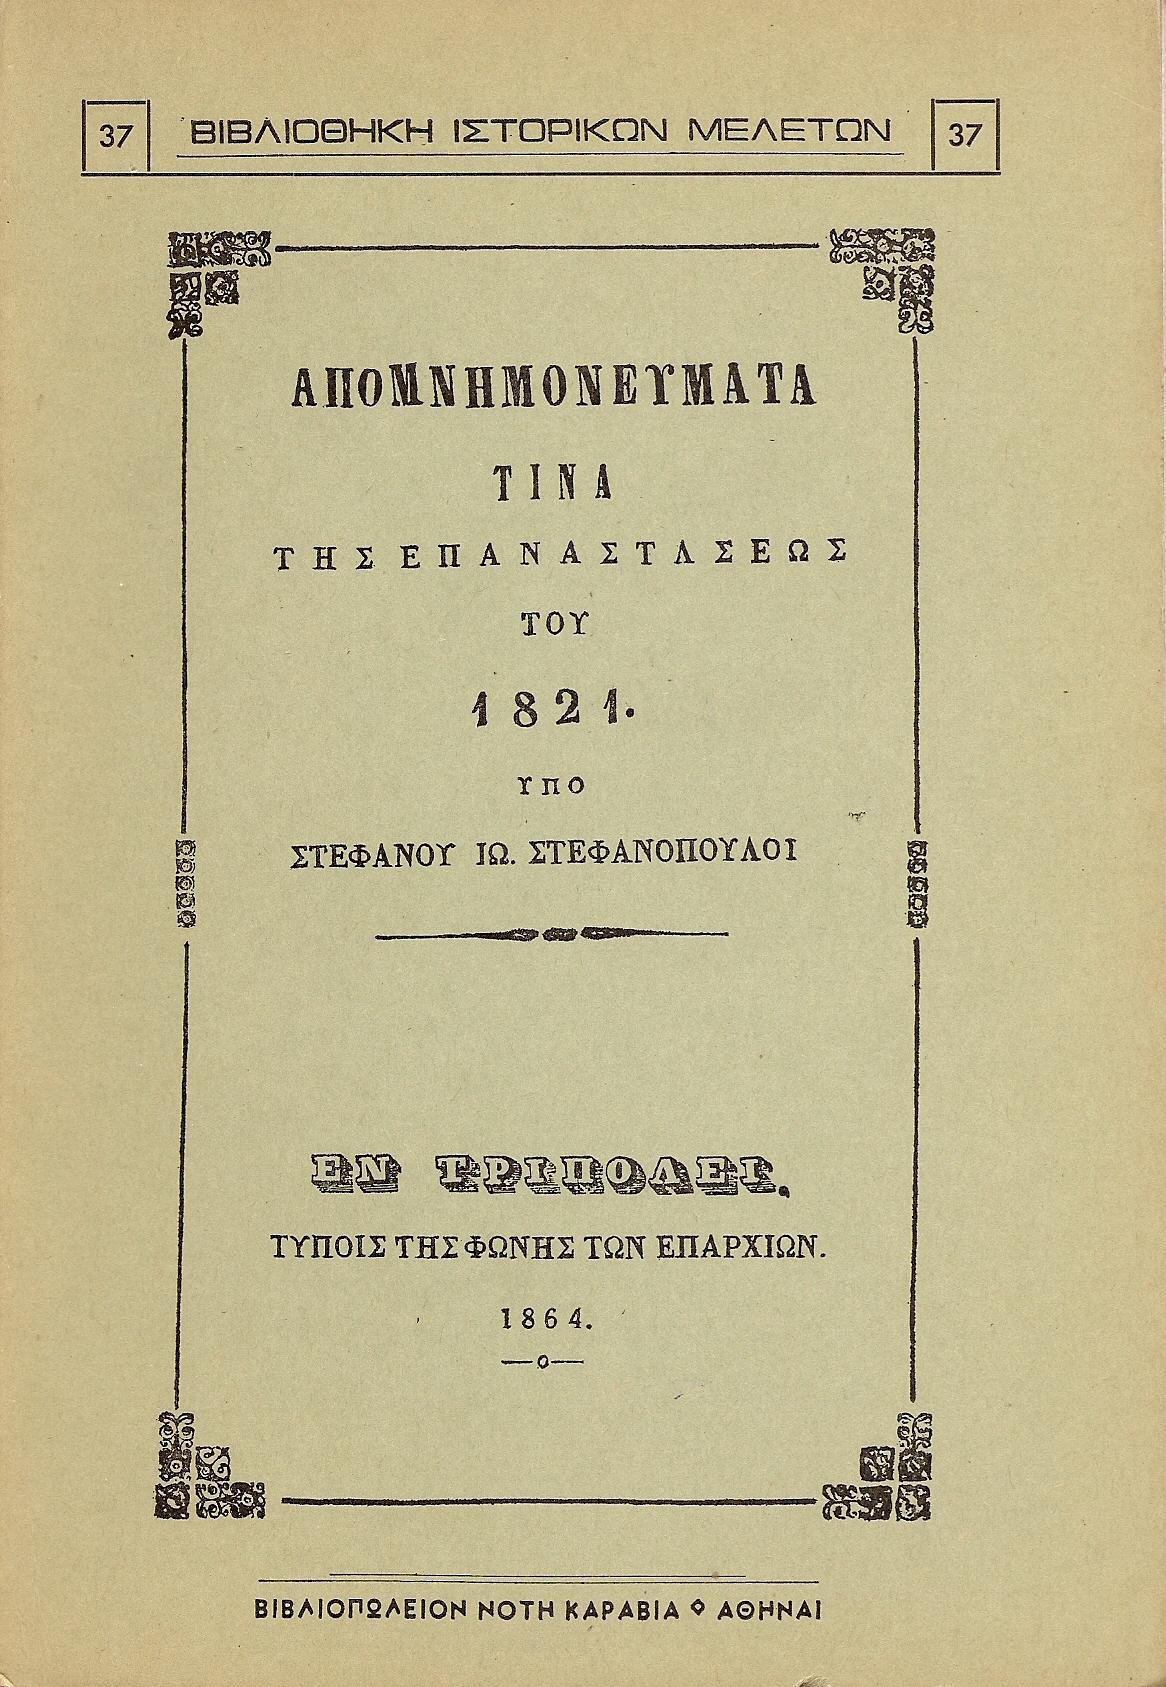 37 ΒΙΒΛΙΟΘΗΚΗ ΙΣΤΟΡΙΚΩΝ ΜΕΛΕΤΩΝ 37
ΑΠΟΜΝΗΜΟΝΕΥΜΑΤΑ
ΤΙΝΑ
ΤΗΣ ΕΠΑΝΑΣΤΑΣΕΩΣ
ΤΟΥ
1821.
ΥΠΟ
ΣΤΕΦΑΝΟΥ ΙΩ. ΣΤΕΦΑΝΟΠΟΥΛΟΙ
ΕΝ ΤΡΙΠΟΛΕΙ.
ΤΥΠΟΙΣ ΤΗΣ ΦΩΝΗΣ ΤΩΝ ΕΠΑΡΧΙΩΝ.
1864.
ΒΙΒΛΙΟΠΩΛΕΙΟΝ ΝΟΤΗ ΚΑΡΑΒΙΑ ◇ ΑΘΗΝΑΙ